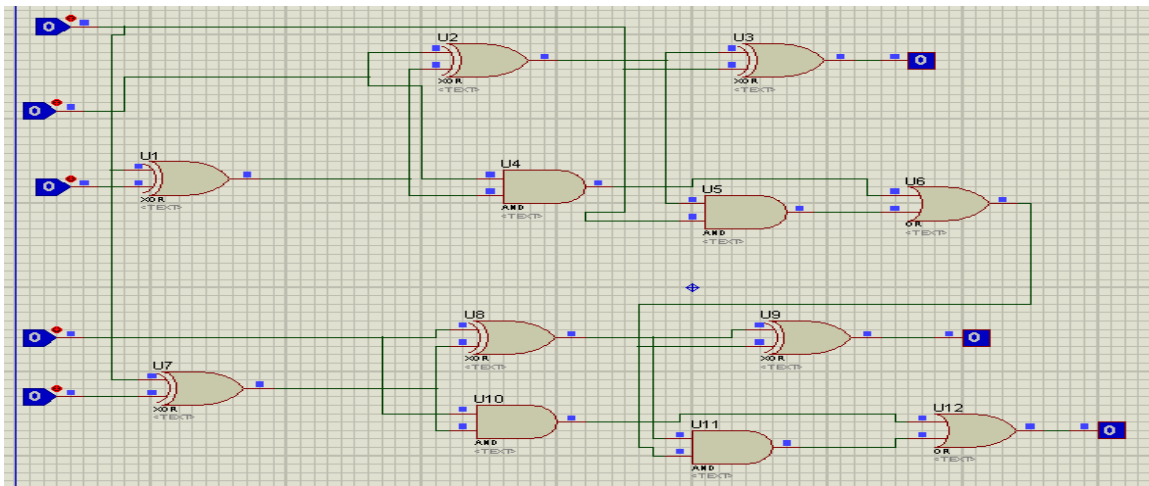 0
U2
XOR
<TEXT>
U3
XOR
<TEXT>
0
0
U1
XOR
<TEXT>
0
U4
AND
<TEXT>
U5
AND
<TEXT>
U6
OR
<TEXT>
0
U8
XOR
<TEXT>
U9
XOR
<TEXT>
0
U7
XOR
<TEXT>
0
U10
AND
<TEXT>
U11
AND
<TEXT>
U12
OR
<TEXT>
0